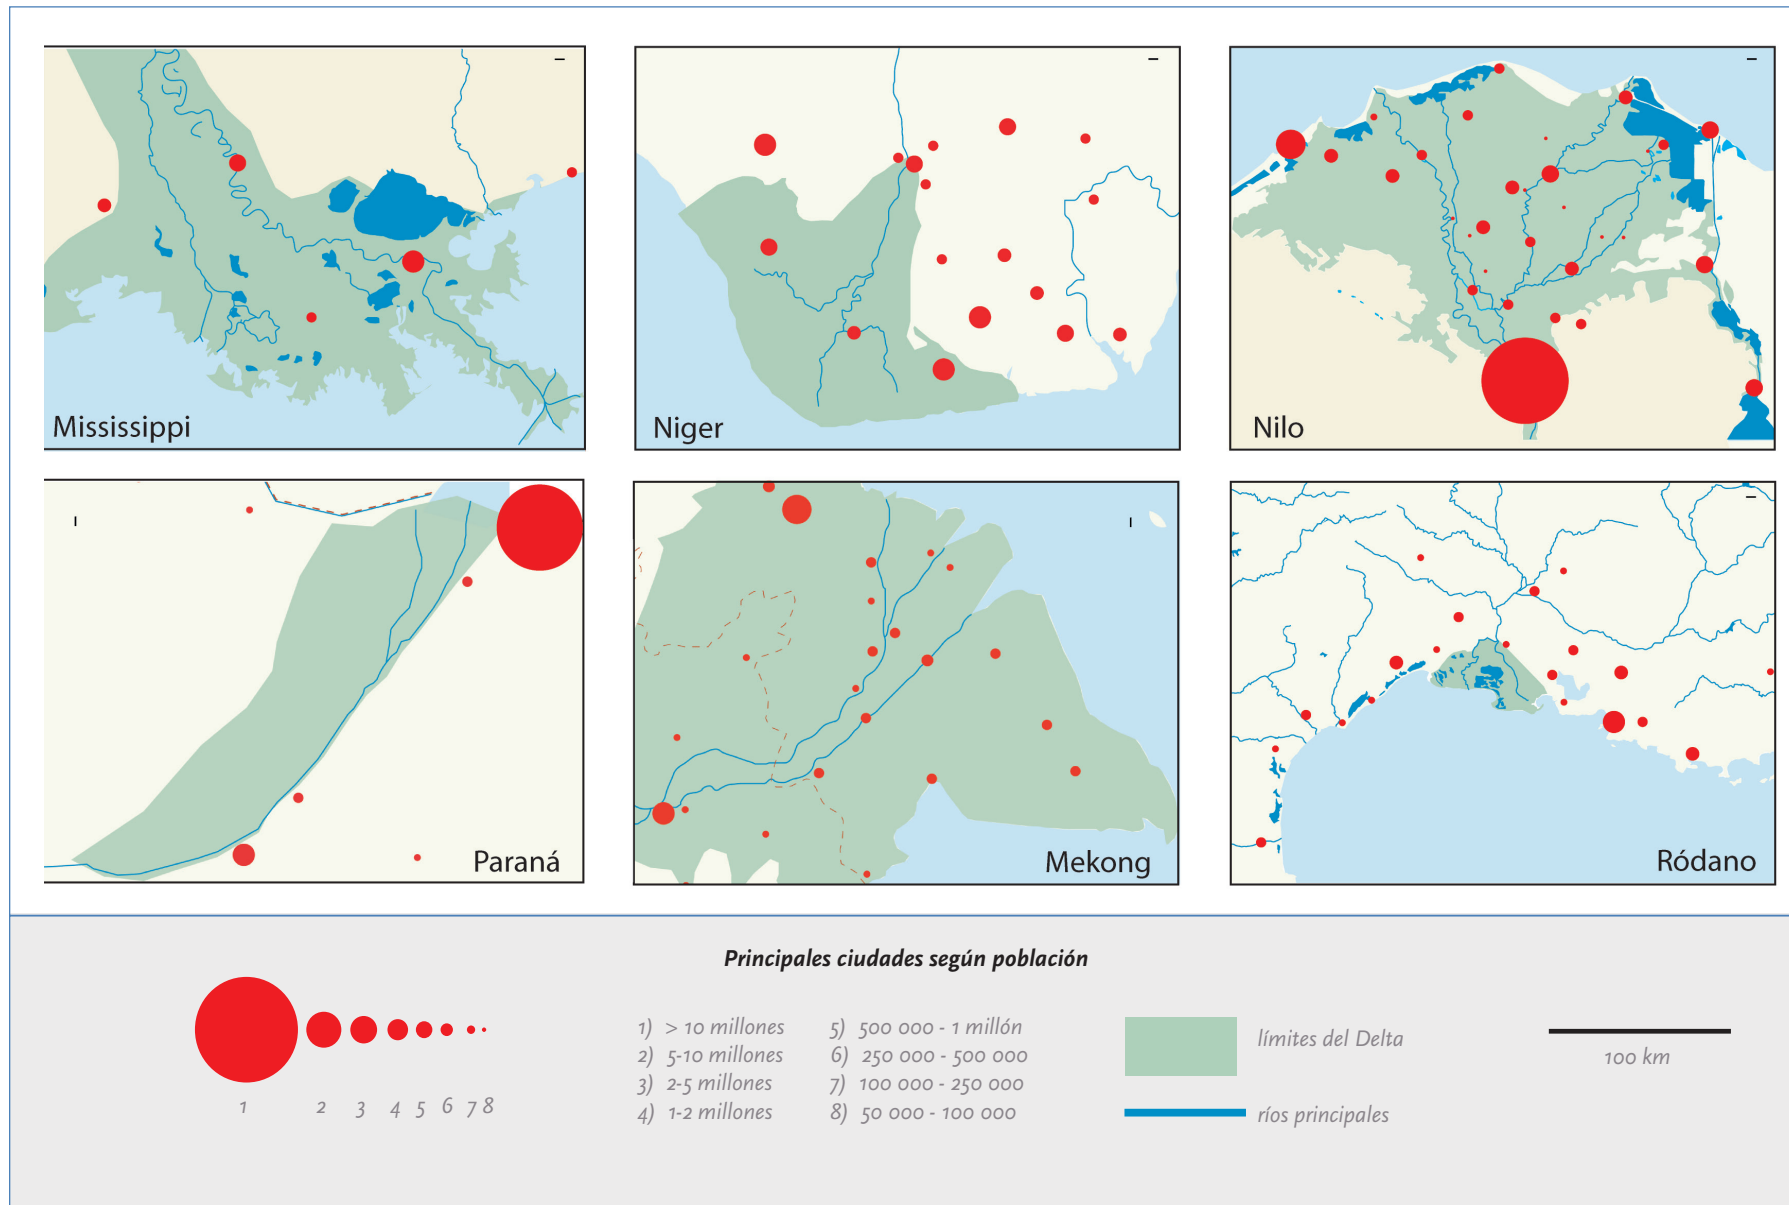 Mississippi
Niger
Nilo
Paraná
Mekong
Ródano
Principales ciudades según población
1 2 3 4 5 6 7 8
1) > 10 millones
2) 5-10 millones
3) 2-5 millones
4) 1-2 millones
5) 500 000 - 1 millón
6) 250 000 - 500 000
7) 100 000 - 250 000
8) 50 000 - 100 000
límites del Delta
ríos principales
100 km